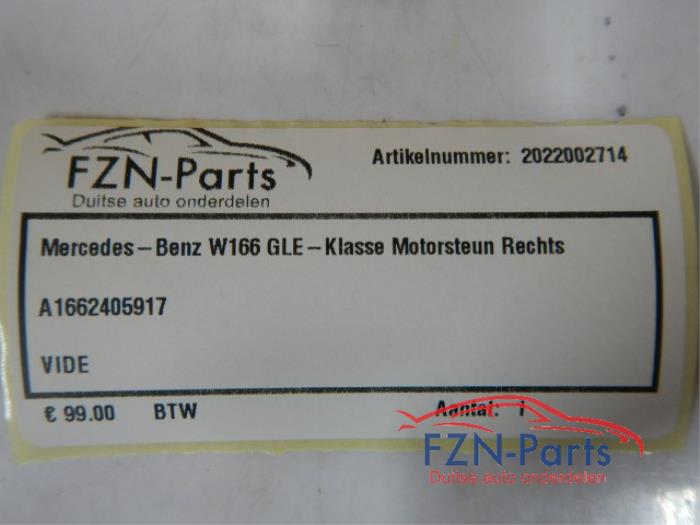 FZN-Parts
Duitse auto onderdelen
Artikelnummer: 2022002714
Mercedes-Benz W166 GLE-Klasse Motorsteun Rechts
A1662405917
VIDE
€ 99.00 BTW Aantal: 1
FZN-Parts
Duitse auto onderdelen